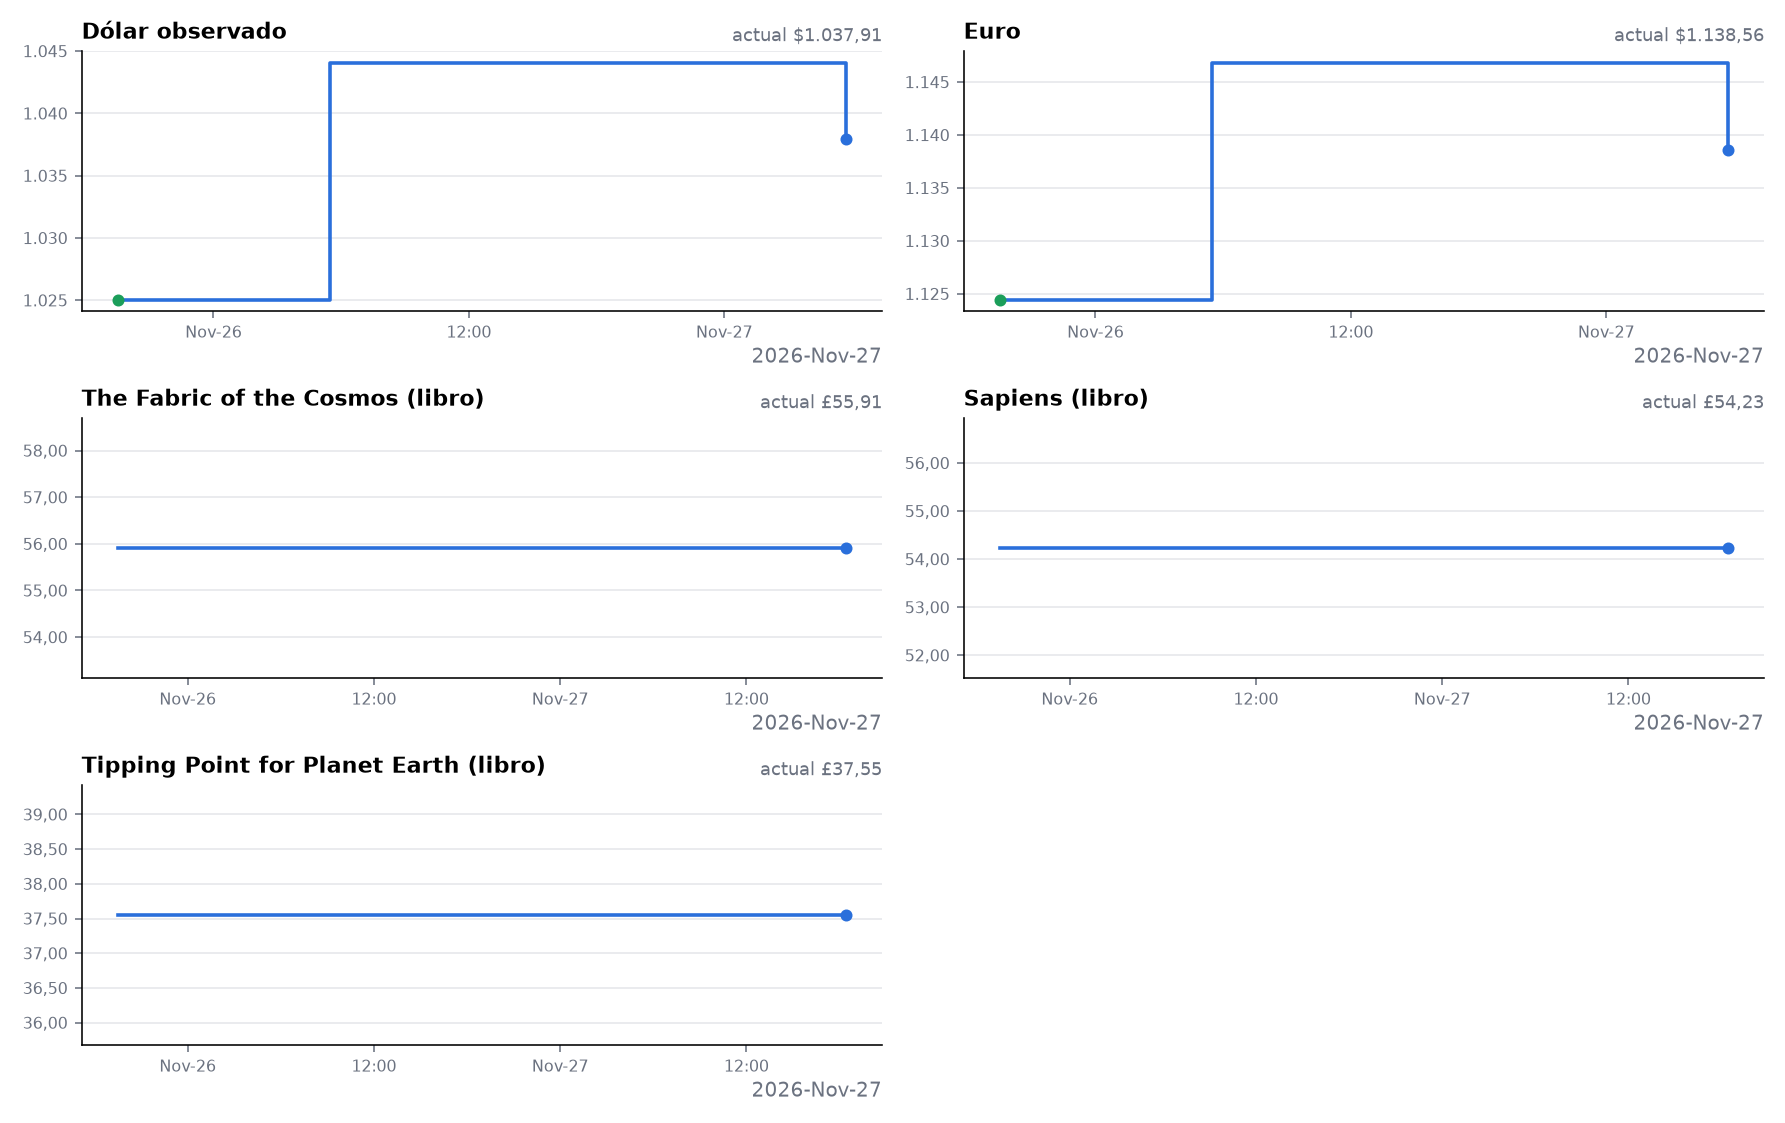 Dólar observado
actual $1.037,91
1.045
1.040
1.035
1.030
1.025
Nov-26 12:00 Nov-27
2026-Nov-27
Euro
actual $1.138,56
1.145
1.140
1.135
1.130
1.125
Nov-26 12:00 Nov-27
2026-Nov-27
The Fabric of the Cosmos (libro)
actual £55,91
58,00
57,00
56,00
55,00
54,00
Nov-26 12:00 Nov-27 12:00
2026-Nov-27
Sapiens (libro)
actual £54,23
56,00
55,00
54,00
53,00
52,00
Nov-26 12:00 Nov-27 12:00
2026-Nov-27
Tipping Point for Planet Earth (libro)
actual £37,55
39,00
38,50
38,00
37,50
37,00
36,50
36,00
Nov-26 12:00 Nov-27 12:00
2026-Nov-27